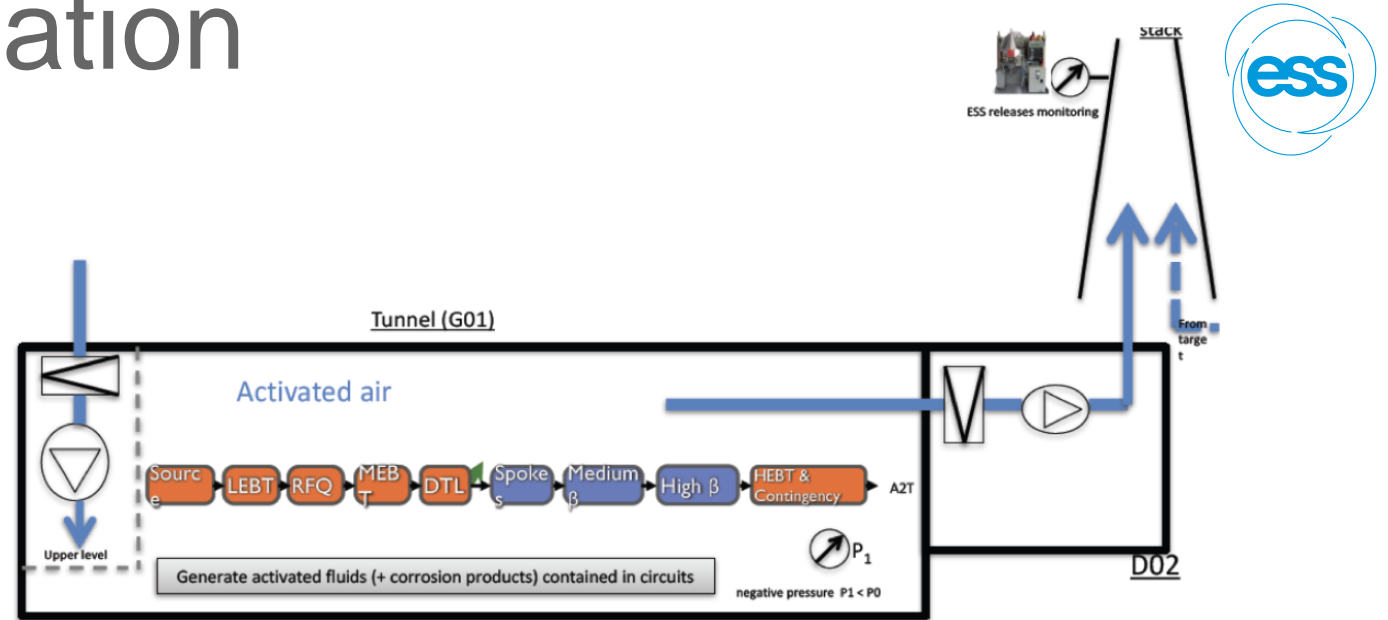 ation
stack
ess
ESS releases monitoring
From
targe
t
Tunnel (G01)
Activated air
Sourc
e
LEBT
RFQ
MEB
T
DTL
Spoke
s
Medium
β
High β
HEBT &
Contingency
A2T
Upper level
P1
Generate activated fluids (+ corrosion products) contained in circuits
negative pressure P1 < P0
D02